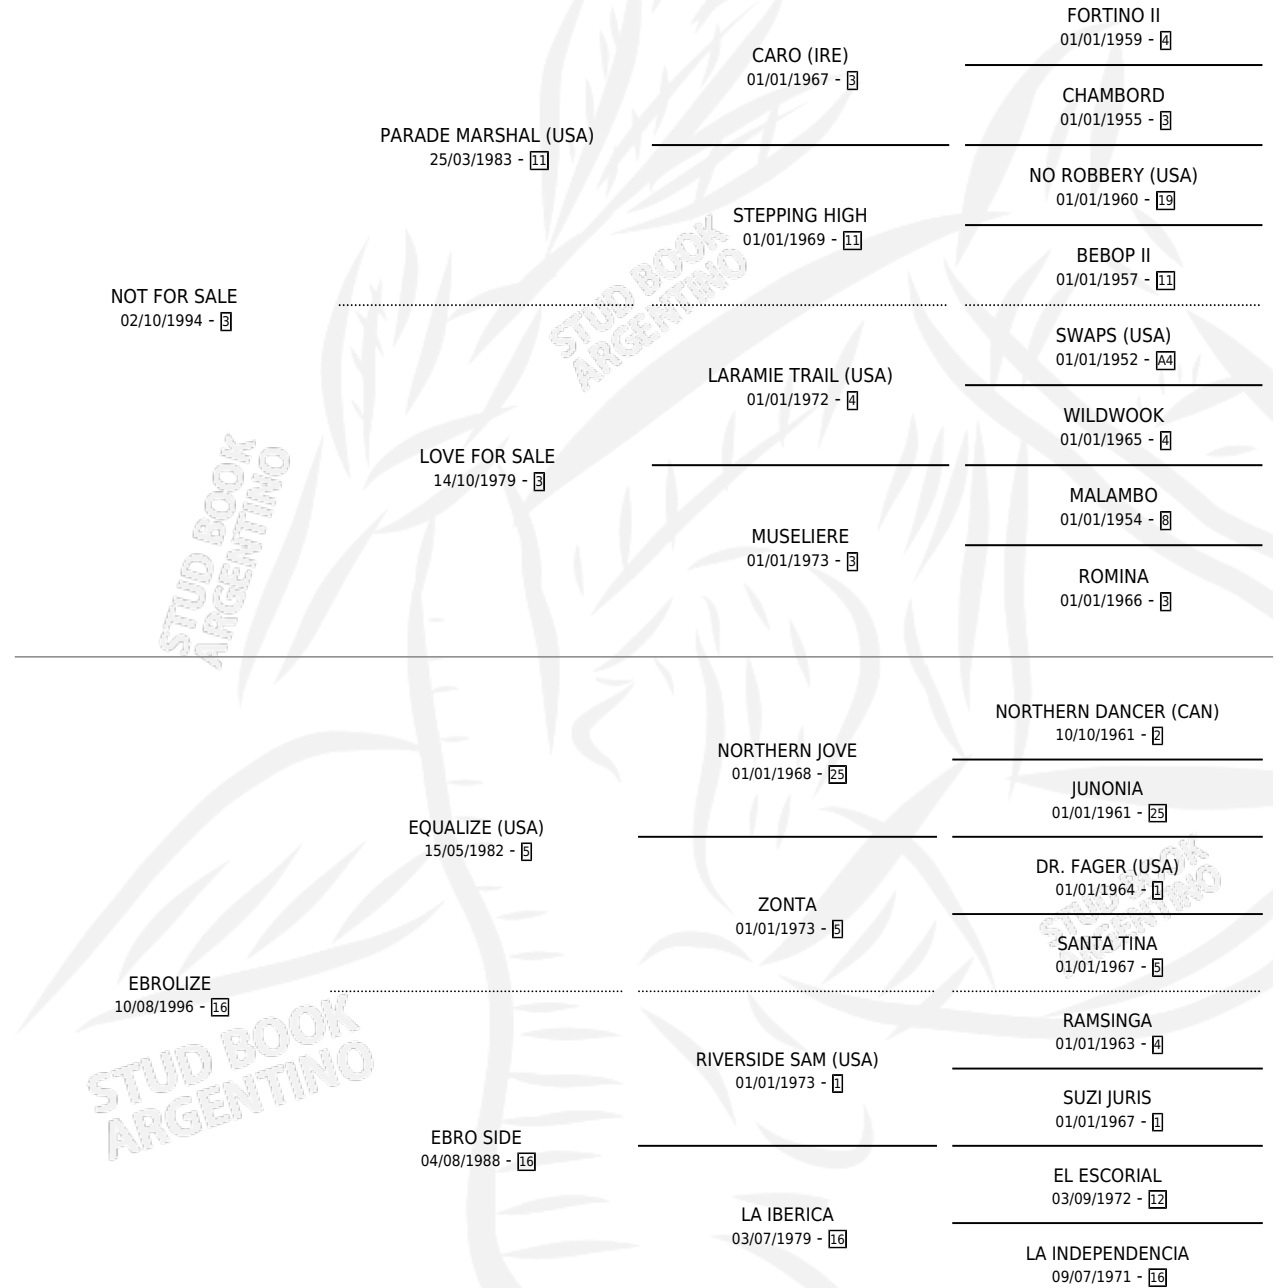 FORTINO II
01/01/1959 - 4
CARO (IRE)
01/01/1967 - 3
CHAMBORD
01/01/1955 - 3
PARADE MARSHAL (USA)
25/03/1983 - 11
NO ROBBERY (USA)
01/01/1960 - 19
STEPPING HIGH
01/01/1969 - 11
BEBOP II
01/01/1957 - 11
NOT FOR SALE
02/10/1994 - 3
SWAPS (USA)
01/01/1952 - A4
LARAMIE TRAIL (USA)
01/01/1972 - 4
WILDWOOK
01/01/1965 - 4
LOVE FOR SALE
14/10/1979 - 3
MALAMBO
01/01/1954 - 8
MUSELIERE
01/01/1973 - 3
ROMINA
01/01/1966 - 3
NORTHERN DANCER (CAN)
10/10/1961 - 2
NORTHERN JOVE
01/01/1968 - 25
JUNONIA
01/01/1961 - 25
EQUALIZE (USA)
15/05/1982 - 5
DR. FAGER (USA)
01/01/1964 - 1
ZONTA
01/01/1973 - 5
SANTA TINA
01/01/1967 - 5
EBROLIZE
10/08/1996 - 16
RAMSINGA
01/01/1963 - 4
RIVERSIDE SAM (USA)
01/01/1973 - 1
SUZI JURIS
01/01/1967 - 1
EBRO SIDE
04/08/1988 - 16
EL ESCORIAL
03/09/1972 - 12
LA IBERICA
03/07/1979 - 16
LA INDEPENDENCIA
09/07/1971 - 16
STUD BOOK
ARGENTINO
STUD BOOK
ARGENTINO
STUD BOOK
ARGENTINO
STUD BOOK
ARGENTINO